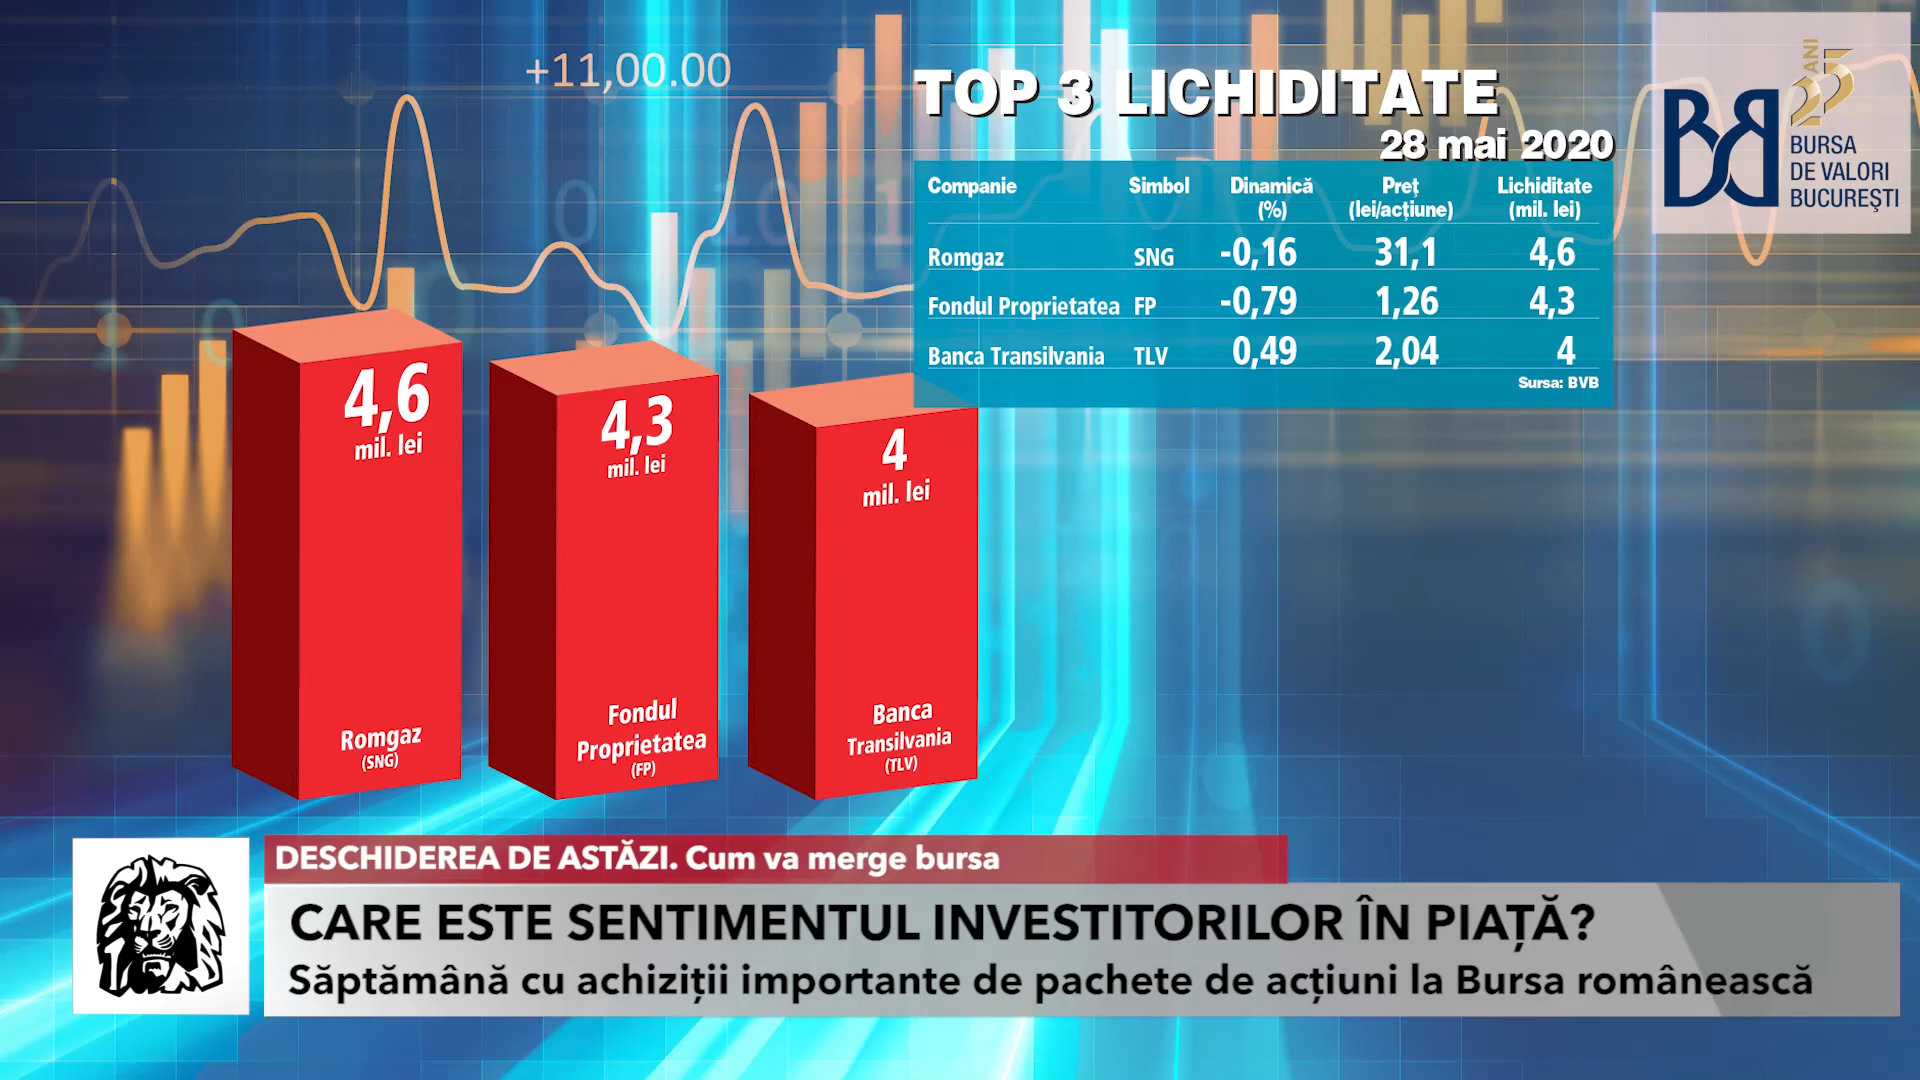 +11,00.00
TOP 3 LICHIDITATE
28 mai 2020
Companie Simbol Dinamică (%) Preț (lei/acțiune) Lichiditate (mil. lei)
Romgaz SNG -0,16 31,1 4,6
Fondul Proprietatea FP -0,79 1,26 4,3
Banca Transilvania TLV 0,49 2,04 4
Sursa: BVB
25 ANI
BVB
BURSA
DE VALORI
BUCUREŞTI
4,6
mil. lei
Romgaz
(SNG)
4,3
mil. lei
Fondul
Proprietatea
(FP)
4
mil. lei
Banca
Transilvania
(TLV)
DESCHIDEREA DE ASTĂZI. Cum va merge bursa
CARE ESTE SENTIMENTUL INVESTITORILOR ÎN PIAȚĂ?
Săptămână cu achiziții importante de pachete de acțiuni la Bursa românească